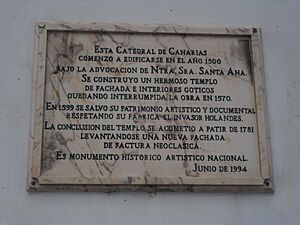 ESTA CATEDRAL DE CANARIAS
COMENZO A EDIFICARSE EN EL AÑO 1500
BAJO LA ADVOCACION DE NTRA. SRA. SANTA ANA.
SE CONSTRUYO UN HERMOSO TEMPLO
DE FACHADA E INTERIORES GOTICOS
QUEDANDO INTERRUMPIDA LA OBRA EN 1570.
EN 1599 SE SALVO SU PATRIMONIO ARTISTICO Y DOCUMENTAL
RESPETANDO SU FABRICA EL INVASOR HOLANDES.
LA CONCLUSION DEL TEMPLO, SE ACOMETIO A PATIR DE 1781
LEVANTANDOSE UNA NUEVA FACHADA
DE FACTURA NEOCLASICA.
ES MONUMENTO HISTORICO ARTISTICO NACIONAL.
JUNIO DE 1994